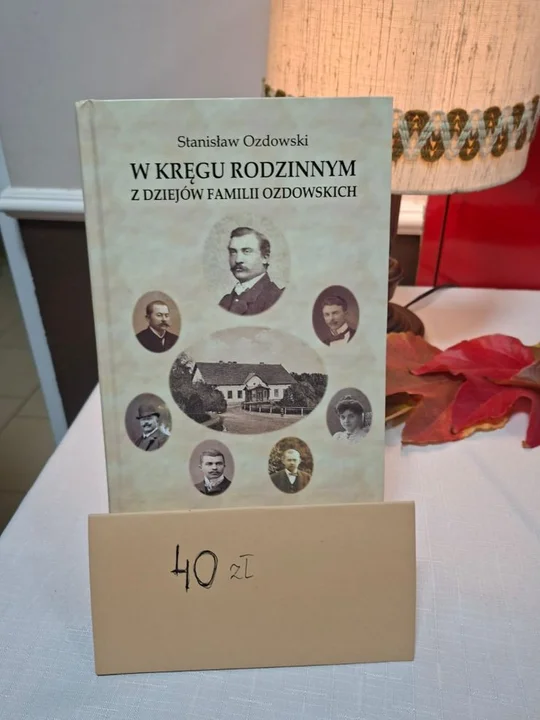 Stanisław Ozdowski
W KRĘGU RODZINNYM
Z DZIEJÓW FAMILII OZDOWSKICH
40 zł